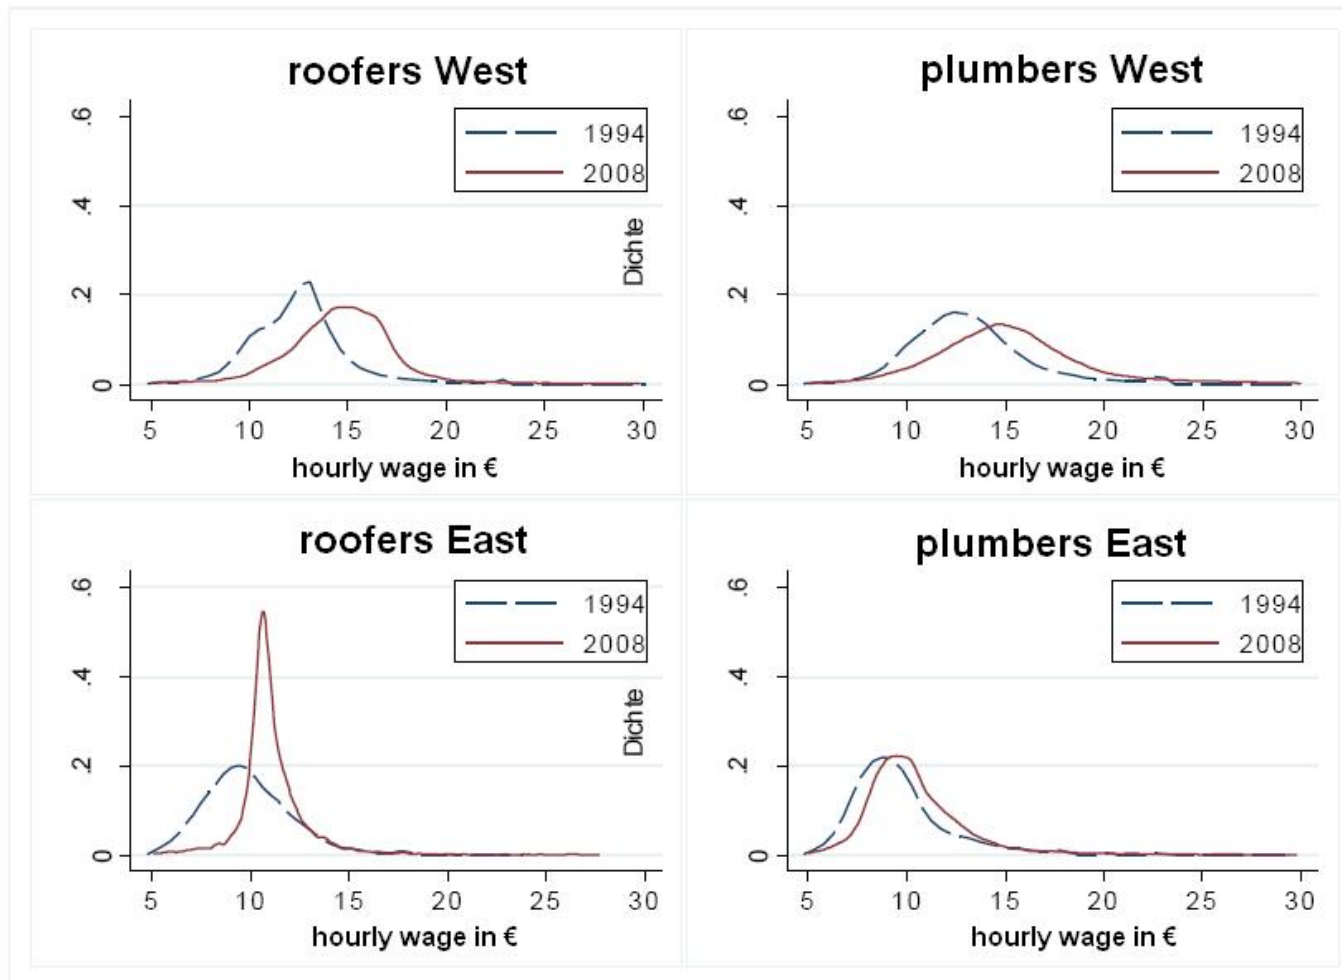 roofers West
.6
.4
.2
0
1994
2008
5 10 15 20 25 30
hourly wage in €
plumbers West
Dichte
.6
.4
.2
0
1994
2008
5 10 15 20 25 30
hourly wage in €
roofers East
.6
.4
.2
0
1994
2008
5 10 15 20 25 30
hourly wage in €
plumbers East
Dichte
.6
.4
.2
0
1994
2008
5 10 15 20 25 30
hourly wage in €